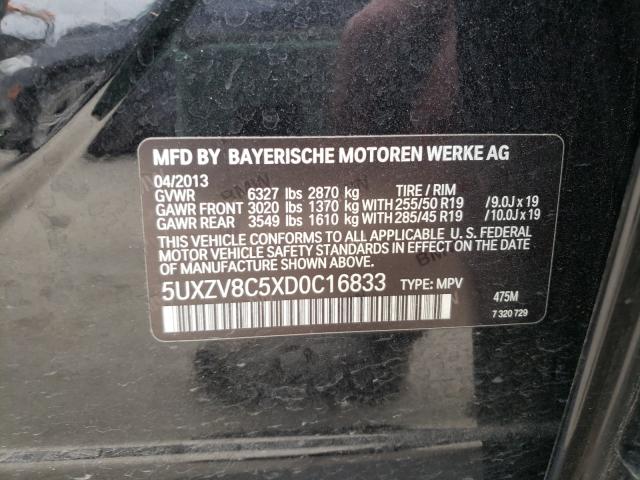 MFD BY BAYERISCHE MOTOREN WERKE AG
04/2013
GVWR 6327 lbs 2870 kg TIRE / RIM
GAWR FRONT 3020 lbs 1370 kg WITH 255/50 R19 /9.0J x 19
GAWR REAR 3549 lbs 1610 kg WITH 285/45 R19 /10.0J x 19
THIS VEHICLE CONFORMS TO ALL APPLICABLE U. S. FEDERAL
MOTOR VEHICLE SAFETY STANDARDS IN EFFECT ON THE DATE
OF MANUFACTURE SHOWN ABOVE.
5UXZV8C5XD0C16833 TYPE: MPV 475M
7 320 729